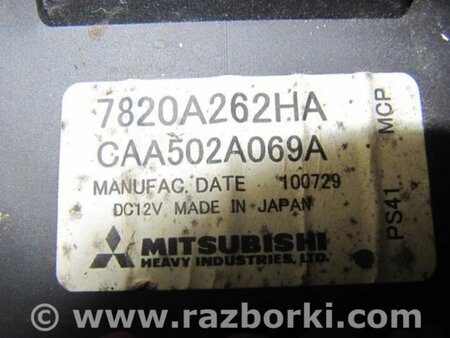 7820A262HA
CAA502A069A
MANUFAC. DATE 100729
DC12V MADE IN JAPAN
MITSUBISHI
HEAVY INDUSTRIES, LTD.
PS41 MCP
© www.razborki.com